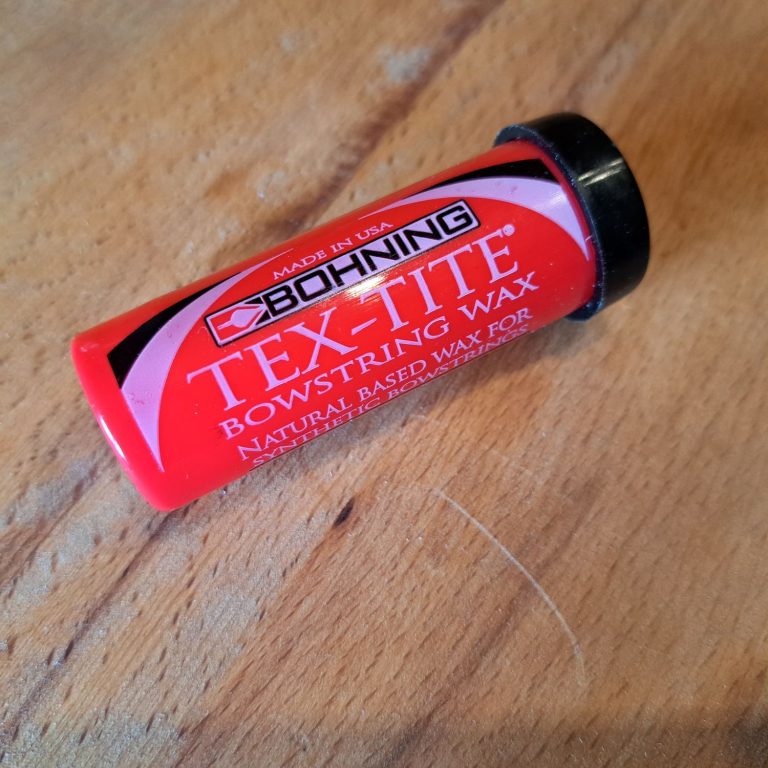 MADE IN USA
BOHNING
TEX-TITE®
BOWSTRING WAX
NATURAL BASED WAX FOR
SYNTHETIC BOWSTRINGS.